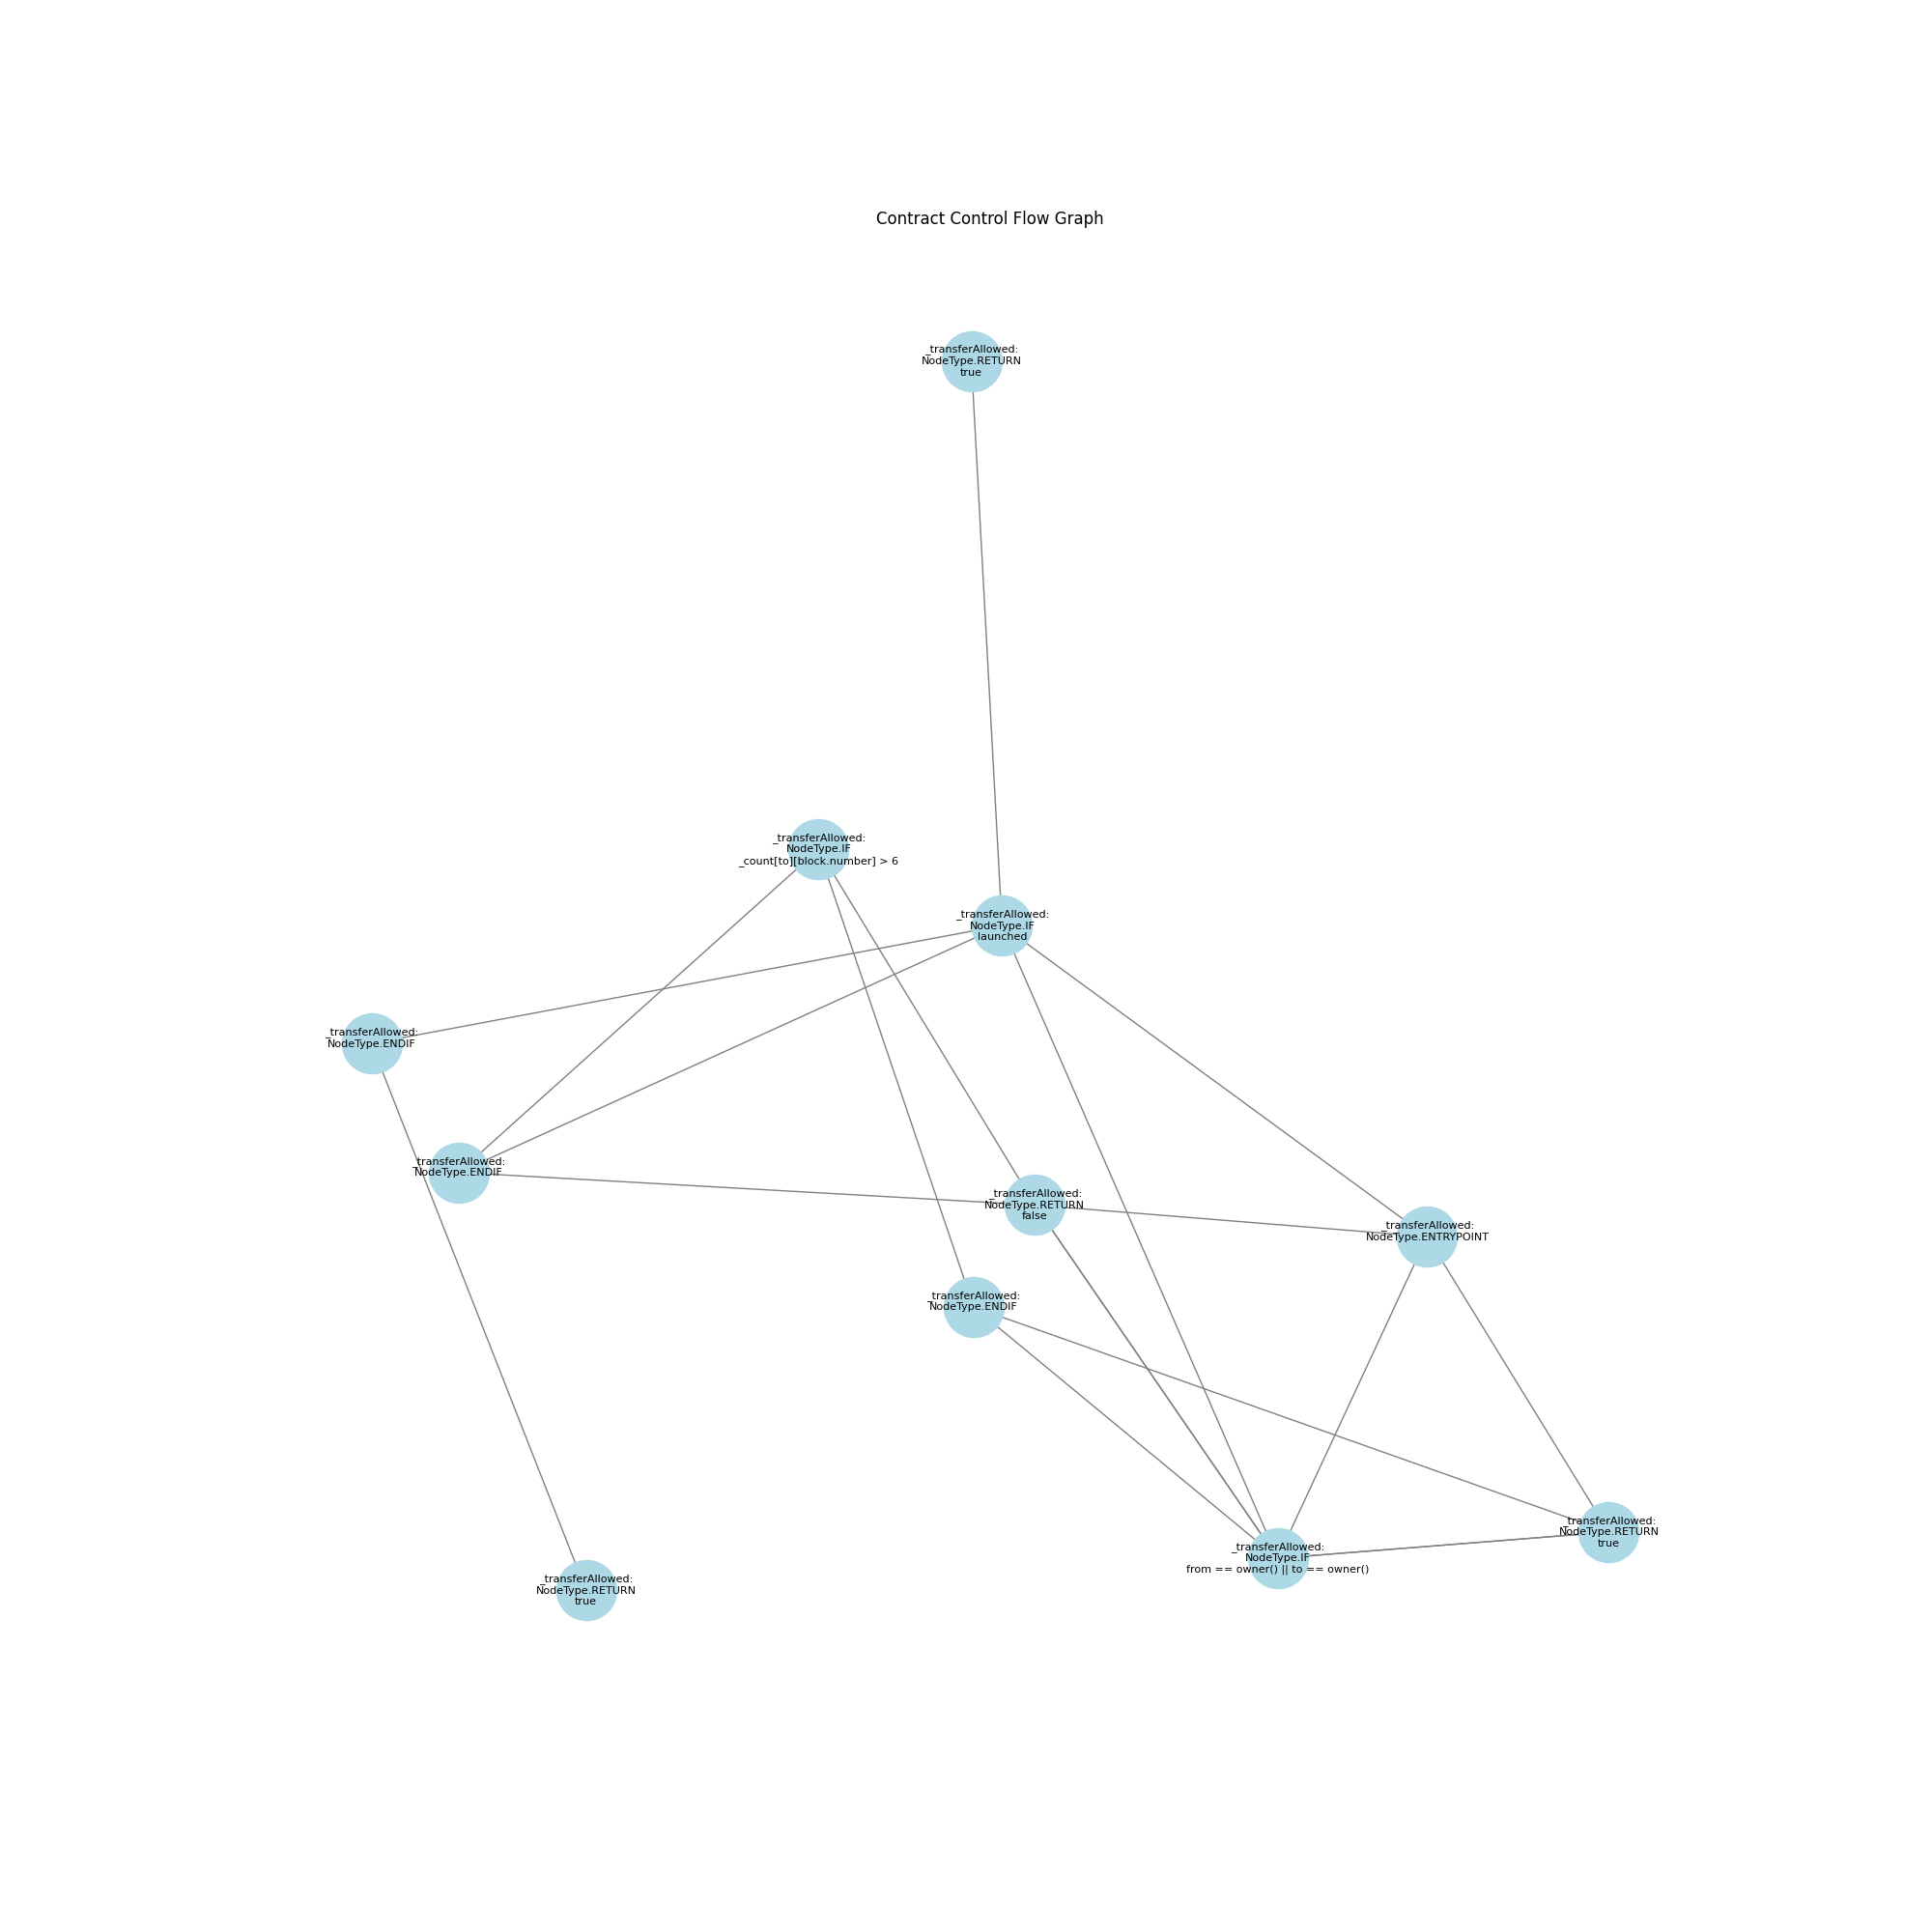 Contract Control Flow Graph
_transferAllowed:
NodeType.RETURN
true
_transferAllowed:
NodeType.IF
_count[to][block.number] > 6
_transferAllowed:
NodeType.IF
launched
_transferAllowed:
NodeType.ENDIF
_transferAllowed:
NodeType.ENDIF
_transferAllowed:
NodeType.RETURN
false
_transferAllowed:
NodeType.ENTRYPOINT
_transferAllowed:
NodeType.ENDIF
_transferAllowed:
NodeType.RETURN
true
_transferAllowed:
NodeType.IF
from == owner() || to == owner()
_transferAllowed:
NodeType.RETURN
true